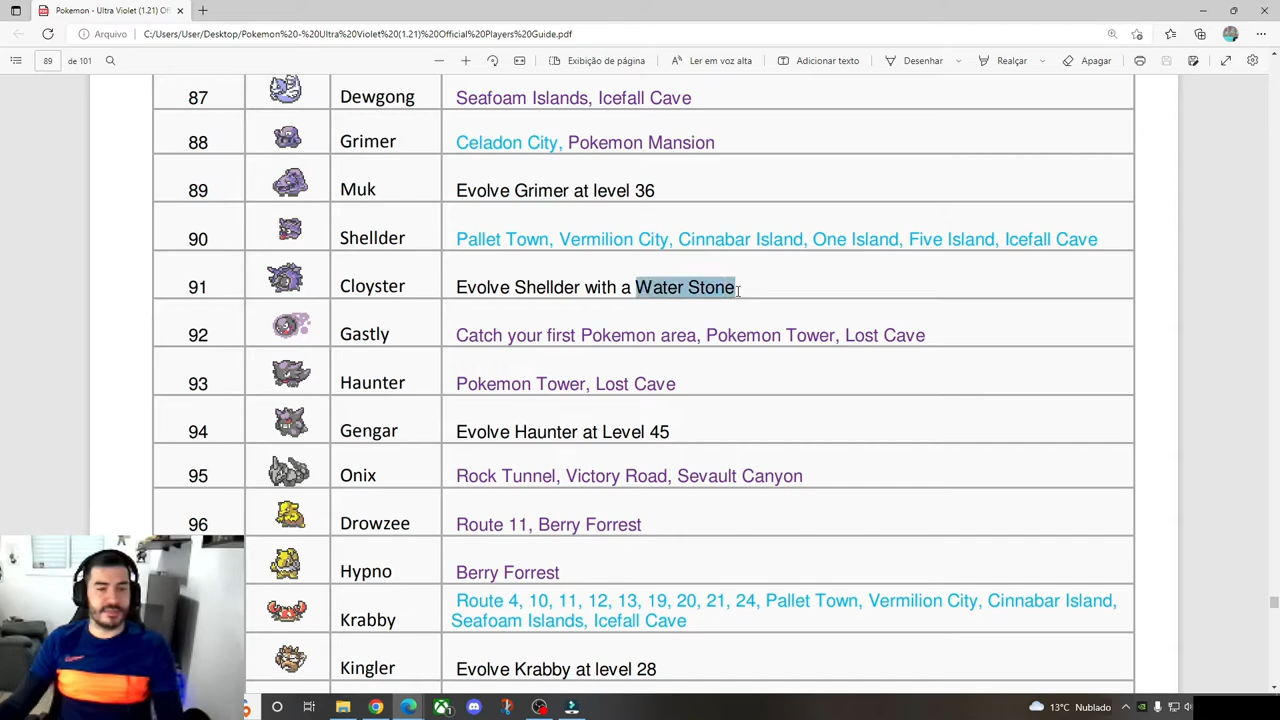 Pokemon - Ultra Violet (1.21) Of
Arquivo C:/Users/User/Desktop/Pokemon%20-%20Ultra%20Violet%20(1.21)%20Official%20Players%20Guide.pdf
89 de 101 Exibição de página Ler em voz alta Adicionar texto Desenhar Realçar Apagar
87 Dewgong Seafoam Islands, Icefall Cave
88 Grimer Celadon City, Pokemon Mansion
89 Muk Evolve Grimer at level 36
90 Shellder Pallet Town, Vermilion City, Cinnabar Island, One Island, Five Island, Icefall Cave
91 Cloyster Evolve Shellder with a Water Stone
92 Gastly Catch your first Pokemon area, Pokemon Tower, Lost Cave
93 Haunter Pokemon Tower, Lost Cave
94 Gengar Evolve Haunter at Level 45
95 Onix Rock Tunnel, Victory Road, Sevault Canyon
96 Drowzee Route 11, Berry Forrest
Hypno Berry Forrest
Krabby Route 4, 10, 11, 12, 13, 19, 20, 21, 24, Pallet Town, Vermilion City, Cinnabar Island,
Seafoam Islands, Icefall Cave
Kingler Evolve Krabby at level 28
13°C Nublado